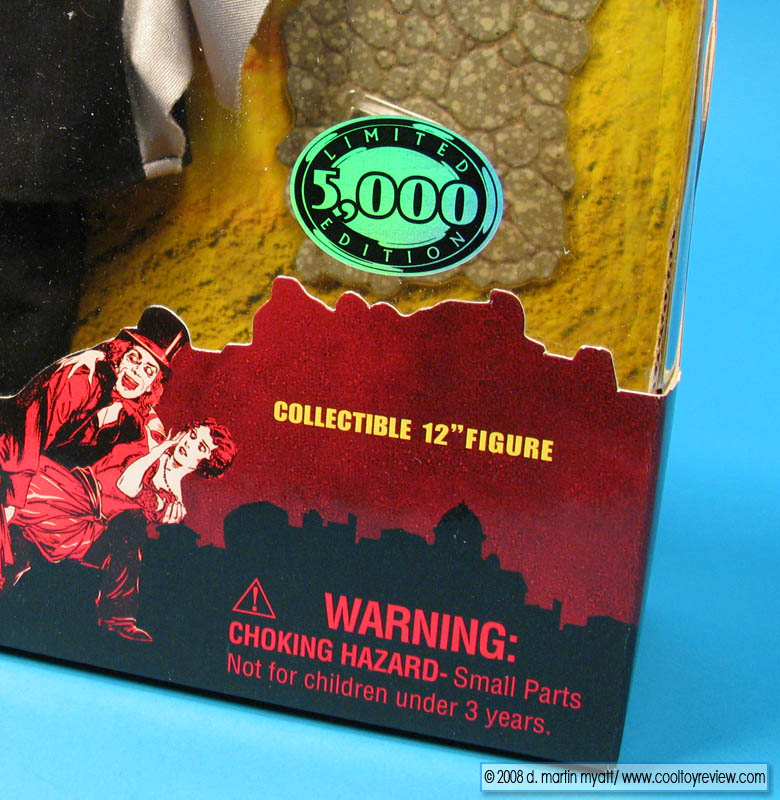 LIMITED
5,000
EDITION
COLLECTIBLE 12”FIGURE
WARNING:
CHOKING HAZARD- Small Parts
Not for children under 3 years.
© 2008 d. martin myatt/ www.cooltoyreview.com